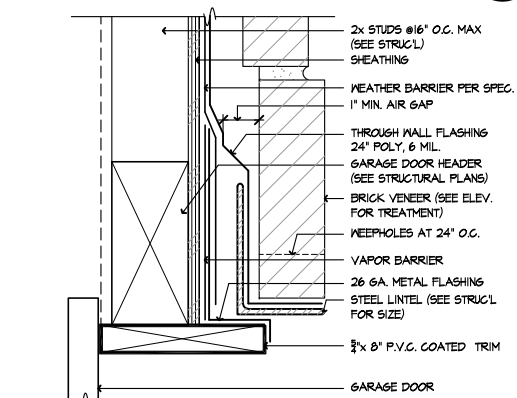 2x STUDS @16" O.C. MAX
(SEE STRUC'L)
SHEATHING
WEATHER BARRIER PER SPEC.
1" MIN. AIR GAP
THROUGH WALL FLASHING
24" POLY, 6 MIL.
GARAGE DOOR HEADER
(SEE STRUCTURAL PLANS)
BRICK VENEER (SEE ELEV.
FOR TREATMENT)
WEEPHOLES AT 24" O.C.
VAPOR BARRIER
26 GA. METAL FLASHING
STEEL LINTEL (SEE STRUC'L
FOR SIZE)
5/4"x 8" P.V.C. COATED TRIM
GARAGE DOOR